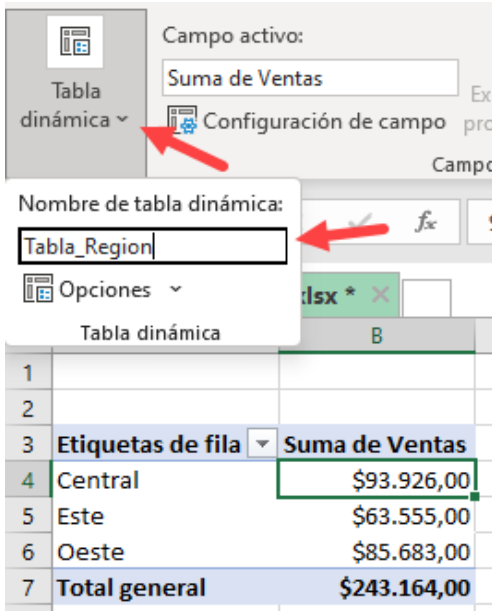 Campo activo:
Suma de Ventas
Tabla
dinámica
Configuración de campo
Nombre de tabla dinámica:
Tabla_Region
fx
Opciones
xlsx *
Tabla dinámica
B
1
2
3 Etiquetas de fila Suma de Ventas
4 Central $93.926,00
5 Este $63.555,00
6 Oeste $85.683,00
7 Total general $243.164,00